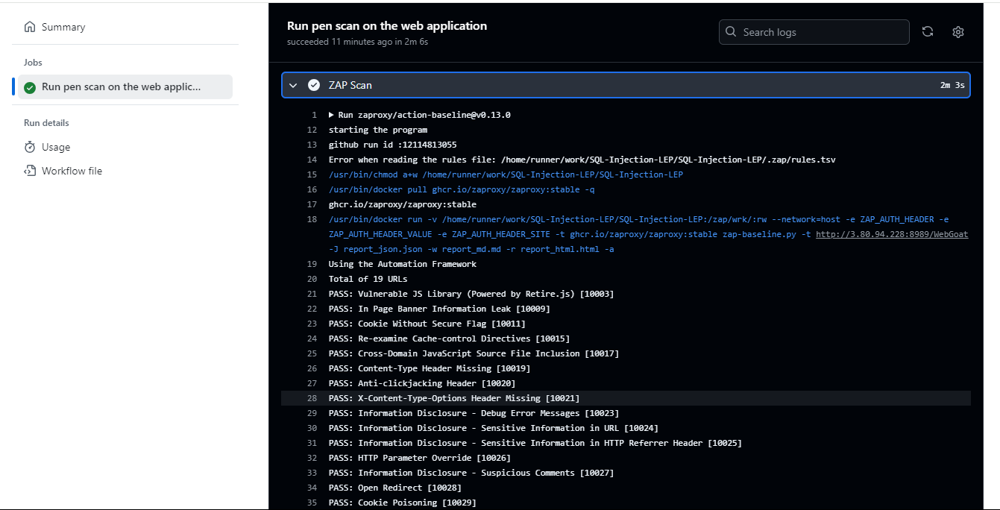 Summary
Jobs
Run pen scan on the web applic...
Run details
Usage
Workflow file
Run pen scan on the web application
succeeded 11 minutes ago in 2m 6s
Search logs
ZAP Scan 2m 3s
1 Run zaproxy/action-baseline@v0.13.0
12 starting the program
13 github run id :12114813055
14 Error when reading the rules file: /home/runner/work/SQL-Injection-LEP/SQL-Injection-LEP/.zap/rules.tsv
15 /usr/bin/chmod a+w /home/runner/work/SQL-Injection-LEP/SQL-Injection-LEP
16 /usr/bin/docker pull ghcr.io/zaproxy/zaproxy:stable -q
17 ghcr.io/zaproxy/zaproxy:stable
18 /usr/bin/docker run -v /home/runner/work/SQL-Injection-LEP/SQL-Injection-LEP:/zap/wrk/:rw --network=host -e ZAP_AUTH_HEADER -e
ZAP_AUTH_HEADER_VALUE -e ZAP_AUTH_HEADER_SITE -t ghcr.io/zaproxy/zaproxy:stable zap-baseline.py -t http://3.80.94.228:8989/WebGoat
-J report_json.json -w report_md.md -r report_html.html -a
19 Using the Automation Framework
20 Total of 19 URLs
21 PASS: Vulnerable JS Library (Powered by Retire.js) [10003]
22 PASS: In Page Banner Information Leak [10009]
23 PASS: Cookie Without Secure Flag [10011]
24 PASS: Re-examine Cache-control Directives [10015]
25 PASS: Cross-Domain JavaScript Source File Inclusion [10017]
26 PASS: Content-Type Header Missing [10019]
27 PASS: Anti-clickjacking Header [10020]
28 PASS: X-Content-Type-Options Header Missing [10021]
29 PASS: Information Disclosure - Debug Error Messages [10023]
30 PASS: Information Disclosure - Sensitive Information in URL [10024]
31 PASS: Information Disclosure - Sensitive Information in HTTP Referrer Header [10025]
32 PASS: HTTP Parameter Override [10026]
33 PASS: Information Disclosure - Suspicious Comments [10027]
34 PASS: Open Redirect [10028]
35 PASS: Cookie Poisoning [10029]